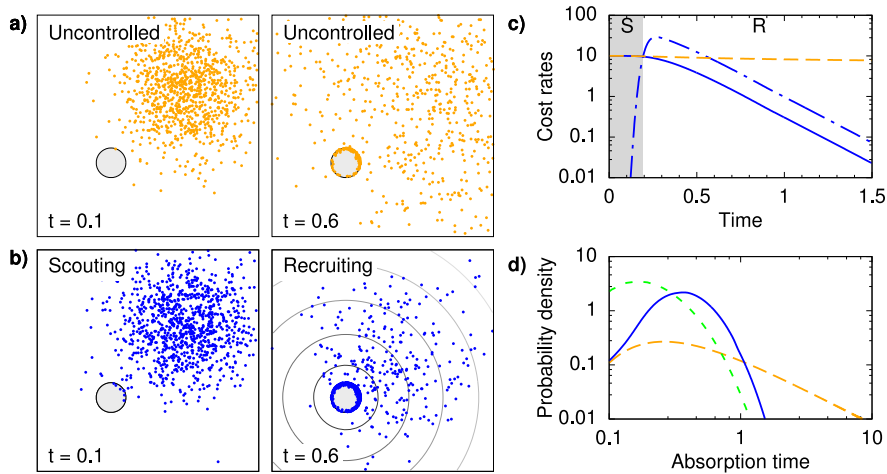 a)
Uncontrolled
t = 0.1
Uncontrolled
t = 0.6
b)
Scouting
t = 0.1
Recruiting
t = 0.6
c)
S
R
Cost rates
100
10
1
0.1
0.01
0
0.5
1
1.5
Time
d)
Probability density
10
1
0.1
0.01
0.1
1
10
Absorption time